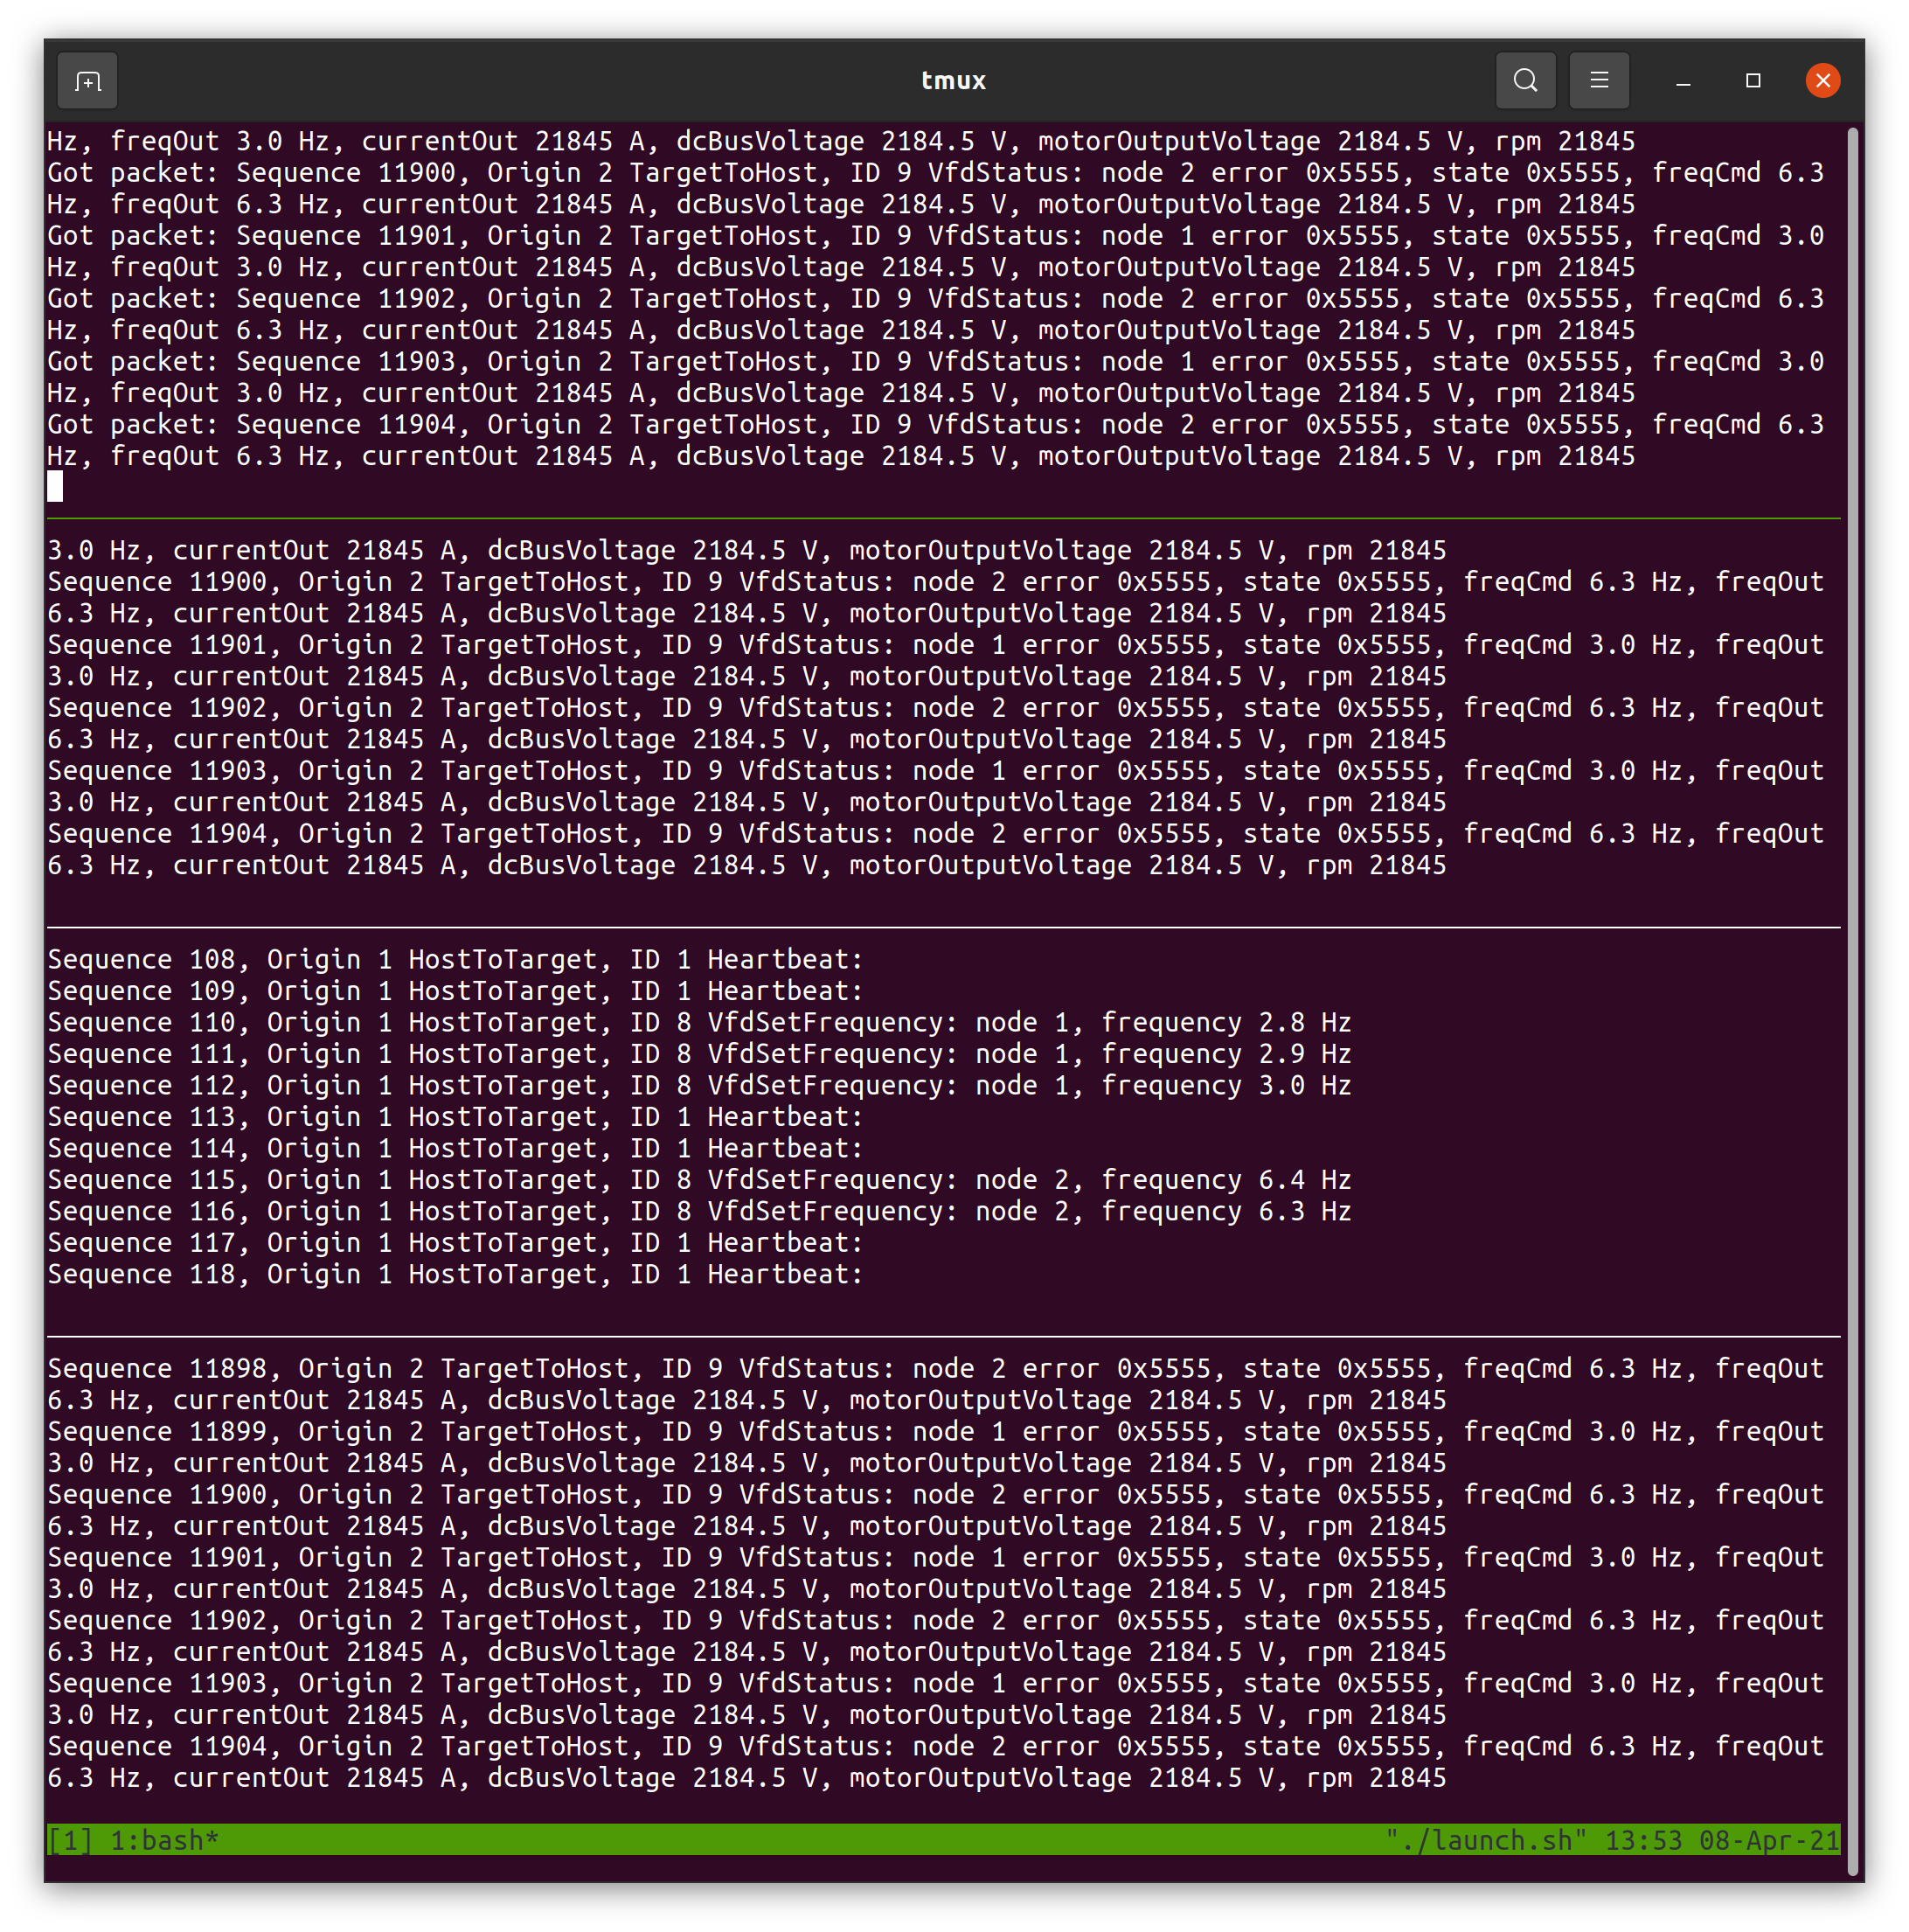 tmux
Hz, freqOut 3.0 Hz, currentOut 21845 A, dcBusVoltage 2184.5 V, motorOutputVoltage 2184.5 V, rpm 21845
Got packet: Sequence 11900, Origin 2 TargetToHost, ID 9 VfdStatus: node 2 error 0x5555, state 0x5555, freqCmd 6.3
Hz, freqOut 6.3 Hz, currentOut 21845 A, dcBusVoltage 2184.5 V, motorOutputVoltage 2184.5 V, rpm 21845
Got packet: Sequence 11901, Origin 2 TargetToHost, ID 9 VfdStatus: node 1 error 0x5555, state 0x5555, freqCmd 3.0
Hz, freqOut 3.0 Hz, currentOut 21845 A, dcBusVoltage 2184.5 V, motorOutputVoltage 2184.5 V, rpm 21845
Got packet: Sequence 11902, Origin 2 TargetToHost, ID 9 VfdStatus: node 2 error 0x5555, state 0x5555, freqCmd 6.3
Hz, freqOut 6.3 Hz, currentOut 21845 A, dcBusVoltage 2184.5 V, motorOutputVoltage 2184.5 V, rpm 21845
Got packet: Sequence 11903, Origin 2 TargetToHost, ID 9 VfdStatus: node 1 error 0x5555, state 0x5555, freqCmd 3.0
Hz, freqOut 3.0 Hz, currentOut 21845 A, dcBusVoltage 2184.5 V, motorOutputVoltage 2184.5 V, rpm 21845
Got packet: Sequence 11904, Origin 2 TargetToHost, ID 9 VfdStatus: node 2 error 0x5555, state 0x5555, freqCmd 6.3
Hz, freqOut 6.3 Hz, currentOut 21845 A, dcBusVoltage 2184.5 V, motorOutputVoltage 2184.5 V, rpm 21845
3.0 Hz, currentOut 21845 A, dcBusVoltage 2184.5 V, motorOutputVoltage 2184.5 V, rpm 21845
Sequence 11900, Origin 2 TargetToHost, ID 9 VfdStatus: node 2 error 0x5555, state 0x5555, freqCmd 6.3 Hz, freqOut
6.3 Hz, currentOut 21845 A, dcBusVoltage 2184.5 V, motorOutputVoltage 2184.5 V, rpm 21845
Sequence 11901, Origin 2 TargetToHost, ID 9 VfdStatus: node 1 error 0x5555, state 0x5555, freqCmd 3.0 Hz, freqOut
3.0 Hz, currentOut 21845 A, dcBusVoltage 2184.5 V, motorOutputVoltage 2184.5 V, rpm 21845
Sequence 11902, Origin 2 TargetToHost, ID 9 VfdStatus: node 2 error 0x5555, state 0x5555, freqCmd 6.3 Hz, freqOut
6.3 Hz, currentOut 21845 A, dcBusVoltage 2184.5 V, motorOutputVoltage 2184.5 V, rpm 21845
Sequence 11903, Origin 2 TargetToHost, ID 9 VfdStatus: node 1 error 0x5555, state 0x5555, freqCmd 3.0 Hz, freqOut
3.0 Hz, currentOut 21845 A, dcBusVoltage 2184.5 V, motorOutputVoltage 2184.5 V, rpm 21845
Sequence 11904, Origin 2 TargetToHost, ID 9 VfdStatus: node 2 error 0x5555, state 0x5555, freqCmd 6.3 Hz, freqOut
6.3 Hz, currentOut 21845 A, dcBusVoltage 2184.5 V, motorOutputVoltage 2184.5 V, rpm 21845
Sequence 108, Origin 1 HostToTarget, ID 1 Heartbeat:
Sequence 109, Origin 1 HostToTarget, ID 1 Heartbeat:
Sequence 110, Origin 1 HostToTarget, ID 8 VfdSetFrequency: node 1, frequency 2.8 Hz
Sequence 111, Origin 1 HostToTarget, ID 8 VfdSetFrequency: node 1, frequency 2.9 Hz
Sequence 112, Origin 1 HostToTarget, ID 8 VfdSetFrequency: node 1, frequency 3.0 Hz
Sequence 113, Origin 1 HostToTarget, ID 1 Heartbeat:
Sequence 114, Origin 1 HostToTarget, ID 1 Heartbeat:
Sequence 115, Origin 1 HostToTarget, ID 8 VfdSetFrequency: node 2, frequency 6.4 Hz
Sequence 116, Origin 1 HostToTarget, ID 8 VfdSetFrequency: node 2, frequency 6.3 Hz
Sequence 117, Origin 1 HostToTarget, ID 1 Heartbeat:
Sequence 118, Origin 1 HostToTarget, ID 1 Heartbeat:
Sequence 11898, Origin 2 TargetToHost, ID 9 VfdStatus: node 2 error 0x5555, state 0x5555, freqCmd 6.3 Hz, freqOut
6.3 Hz, currentOut 21845 A, dcBusVoltage 2184.5 V, motorOutputVoltage 2184.5 V, rpm 21845
Sequence 11899, Origin 2 TargetToHost, ID 9 VfdStatus: node 1 error 0x5555, state 0x5555, freqCmd 3.0 Hz, freqOut
3.0 Hz, currentOut 21845 A, dcBusVoltage 2184.5 V, motorOutputVoltage 2184.5 V, rpm 21845
Sequence 11900, Origin 2 TargetToHost, ID 9 VfdStatus: node 2 error 0x5555, state 0x5555, freqCmd 6.3 Hz, freqOut
6.3 Hz, currentOut 21845 A, dcBusVoltage 2184.5 V, motorOutputVoltage 2184.5 V, rpm 21845
Sequence 11901, Origin 2 TargetToHost, ID 9 VfdStatus: node 1 error 0x5555, state 0x5555, freqCmd 3.0 Hz, freqOut
3.0 Hz, currentOut 21845 A, dcBusVoltage 2184.5 V, motorOutputVoltage 2184.5 V, rpm 21845
Sequence 11902, Origin 2 TargetToHost, ID 9 VfdStatus: node 2 error 0x5555, state 0x5555, freqCmd 6.3 Hz, freqOut
6.3 Hz, currentOut 21845 A, dcBusVoltage 2184.5 V, motorOutputVoltage 2184.5 V, rpm 21845
Sequence 11903, Origin 2 TargetToHost, ID 9 VfdStatus: node 1 error 0x5555, state 0x5555, freqCmd 3.0 Hz, freqOut
3.0 Hz, currentOut 21845 A, dcBusVoltage 2184.5 V, motorOutputVoltage 2184.5 V, rpm 21845
Sequence 11904, Origin 2 TargetToHost, ID 9 VfdStatus: node 2 error 0x5555, state 0x5555, freqCmd 6.3 Hz, freqOut
6.3 Hz, currentOut 21845 A, dcBusVoltage 2184.5 V, motorOutputVoltage 2184.5 V, rpm 21845
[1] 1:bash* "./launch.sh" 13:53 08-Apr-21